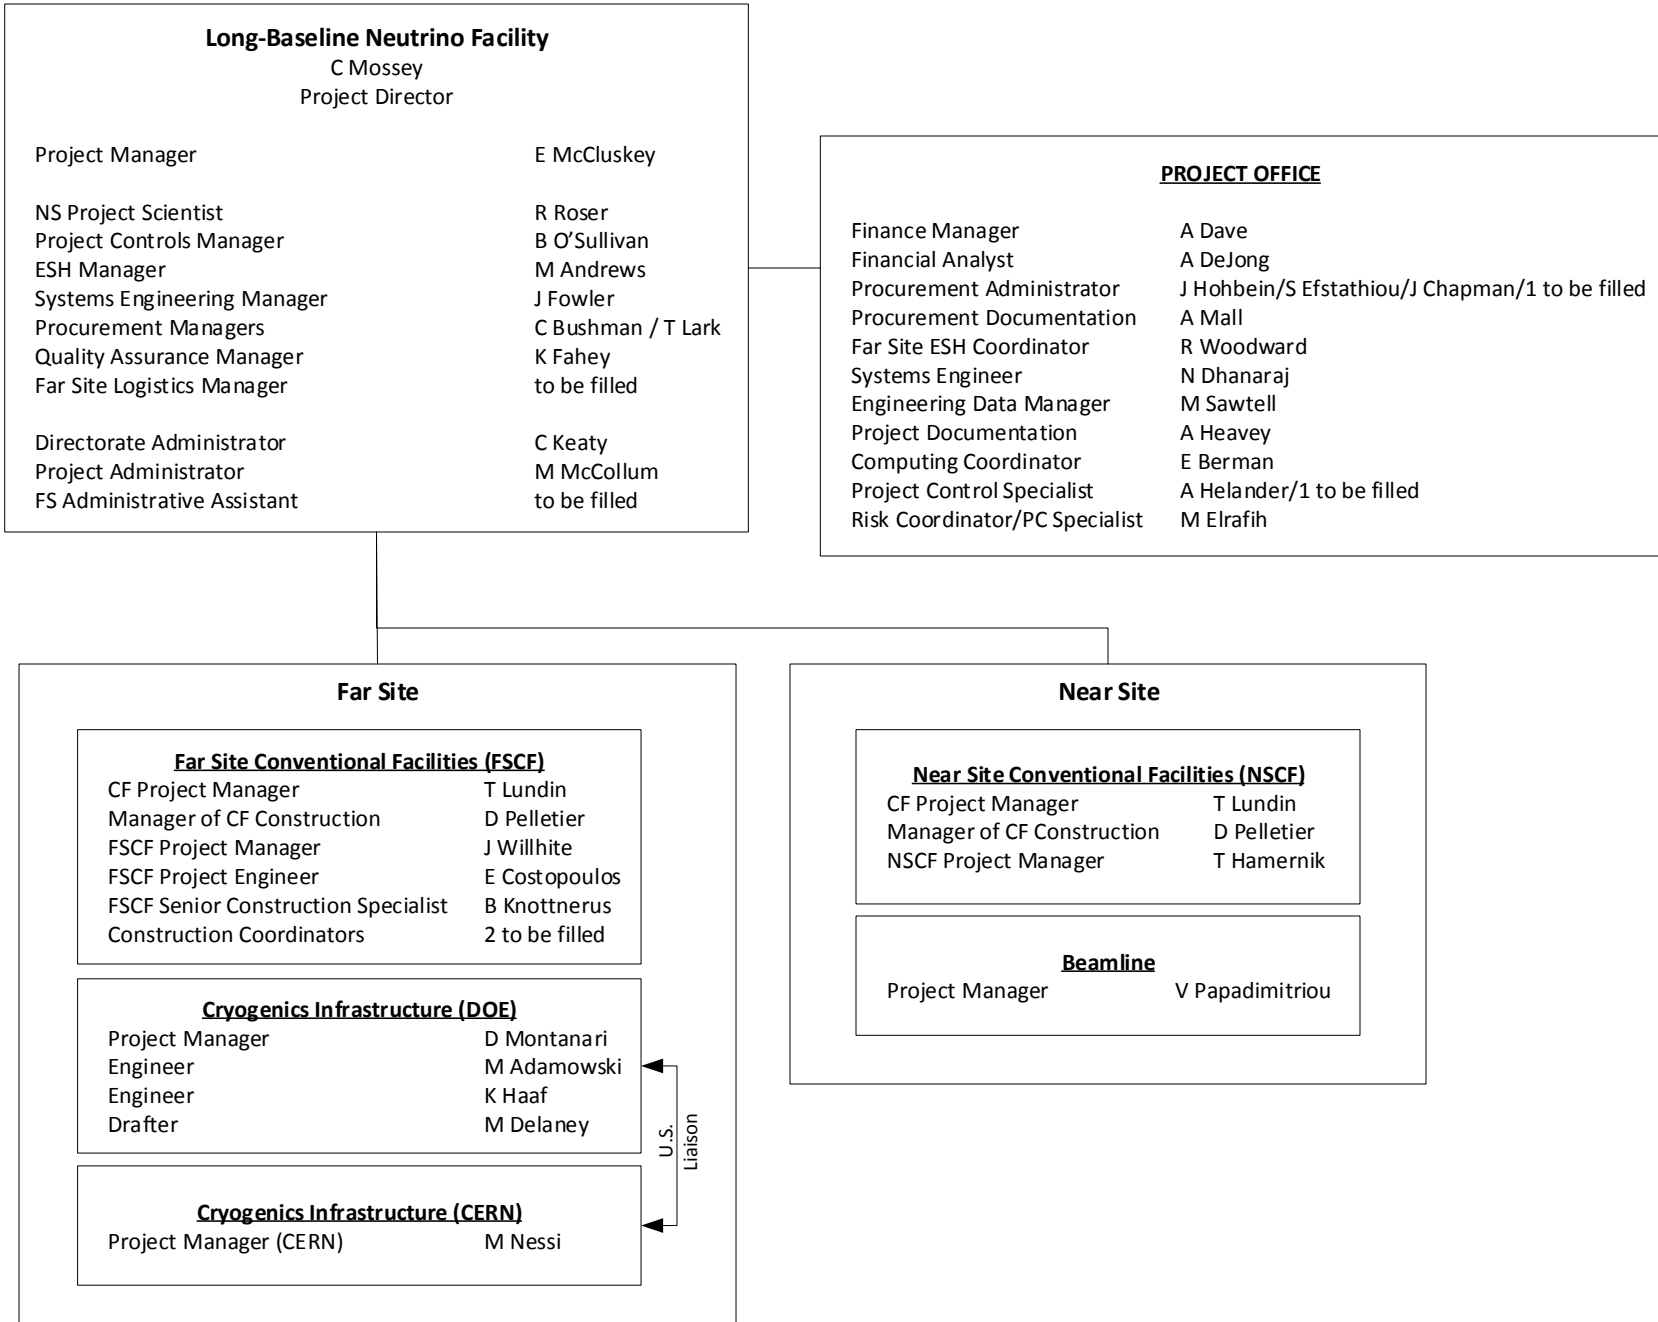 Long-Baseline Neutrino Facility
C Mossey
Project Director
Project Manager E McCluskey
NS Project Scientist R Roser
Project Controls Manager B O’Sullivan
ESH Manager M Andrews
Systems Engineering Manager J Fowler
Procurement Managers C Bushman / T Lark
Quality Assurance Manager K Fahey
Far Site Logistics Manager to be filled
Directorate Administrator C Keaty
Project Administrator M McCollum
FS Administrative Assistant to be filled
PROJECT OFFICE
Finance Manager A Dave
Financial Analyst A DeJong
Procurement Administrator J Hohbein/S Efstathiou/J Chapman/1 to be filled
Procurement Documentation A Mall
Far Site ESH Coordinator R Woodward
Systems Engineer N Dhanaraj
Engineering Data Manager M Sawtell
Project Documentation A Heavey
Computing Coordinator E Berman
Project Control Specialist A Helander/1 to be filled
Risk Coordinator/PC Specialist M Elrafih
Far Site
Far Site Conventional Facilities (FSCF)
CF Project Manager T Lundin
Manager of CF Construction D Pelletier
FSCF Project Manager J Willhite
FSCF Project Engineer E Costopoulos
FSCF Senior Construction Specialist B Knottnerus
Construction Coordinators 2 to be filled
Cryogenics Infrastructure (DOE)
Project Manager D Montanari
Engineer M Adamowski
Engineer K Haaf
Drafter M Delaney
U.S.
Liaison
Cryogenics Infrastructure (CERN)
Project Manager (CERN) M Nessi
Near Site
Near Site Conventional Facilities (NSCF)
CF Project Manager T Lundin
Manager of CF Construction D Pelletier
NSCF Project Manager T Hamernik
Beamline
Project Manager V Papadimitriou